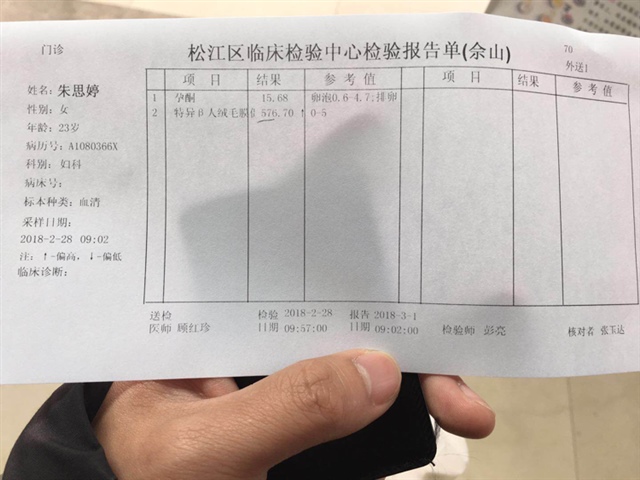 门诊
松江区临床检验中心检验报告单(佘山)
70
外送1
姓名: 朱思婷
性别: 女
年龄: 23岁
病历号: A1080366X
科别: 妇科
病床号:
标本种类: 血清
采样日期:
2018-2-28 09:02
注: ↑-偏高, ↓-偏低
临床诊断:
项目 结果 参考值 项目 结果 参考值
1 孕酮 15.68 卵泡0.6-4.7;排卵
2 特异β人绒毛膜 576.70 ↑ 0-5
送检医师 顾红珍 检验日期 2018-2-28 09:57:00 报告日期 2018-3-1 09:02:00 检验师 彭亮 核对者 张玉达